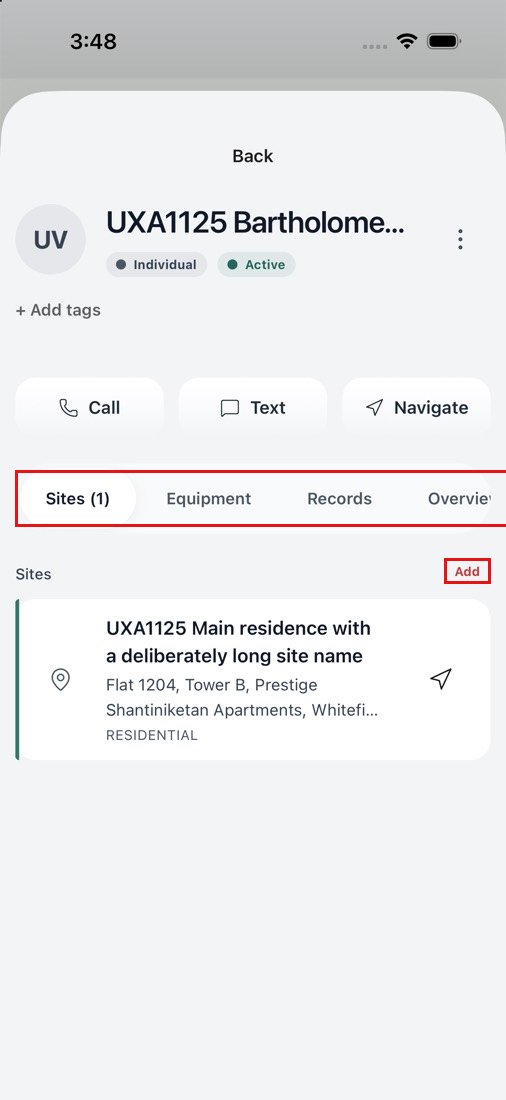 3:48
Back
UV
UXA1125 Bartholome...
Individual
Active
+ Add tags
Call
Text
Navigate
Sites (1)
Equipment
Records
Overvie
Sites
Add
UXA1125 Main residence with
a deliberately long site name
Flat 1204, Tower B, Prestige
Shantiniketan Apartments, Whitefi...
RESIDENTIAL